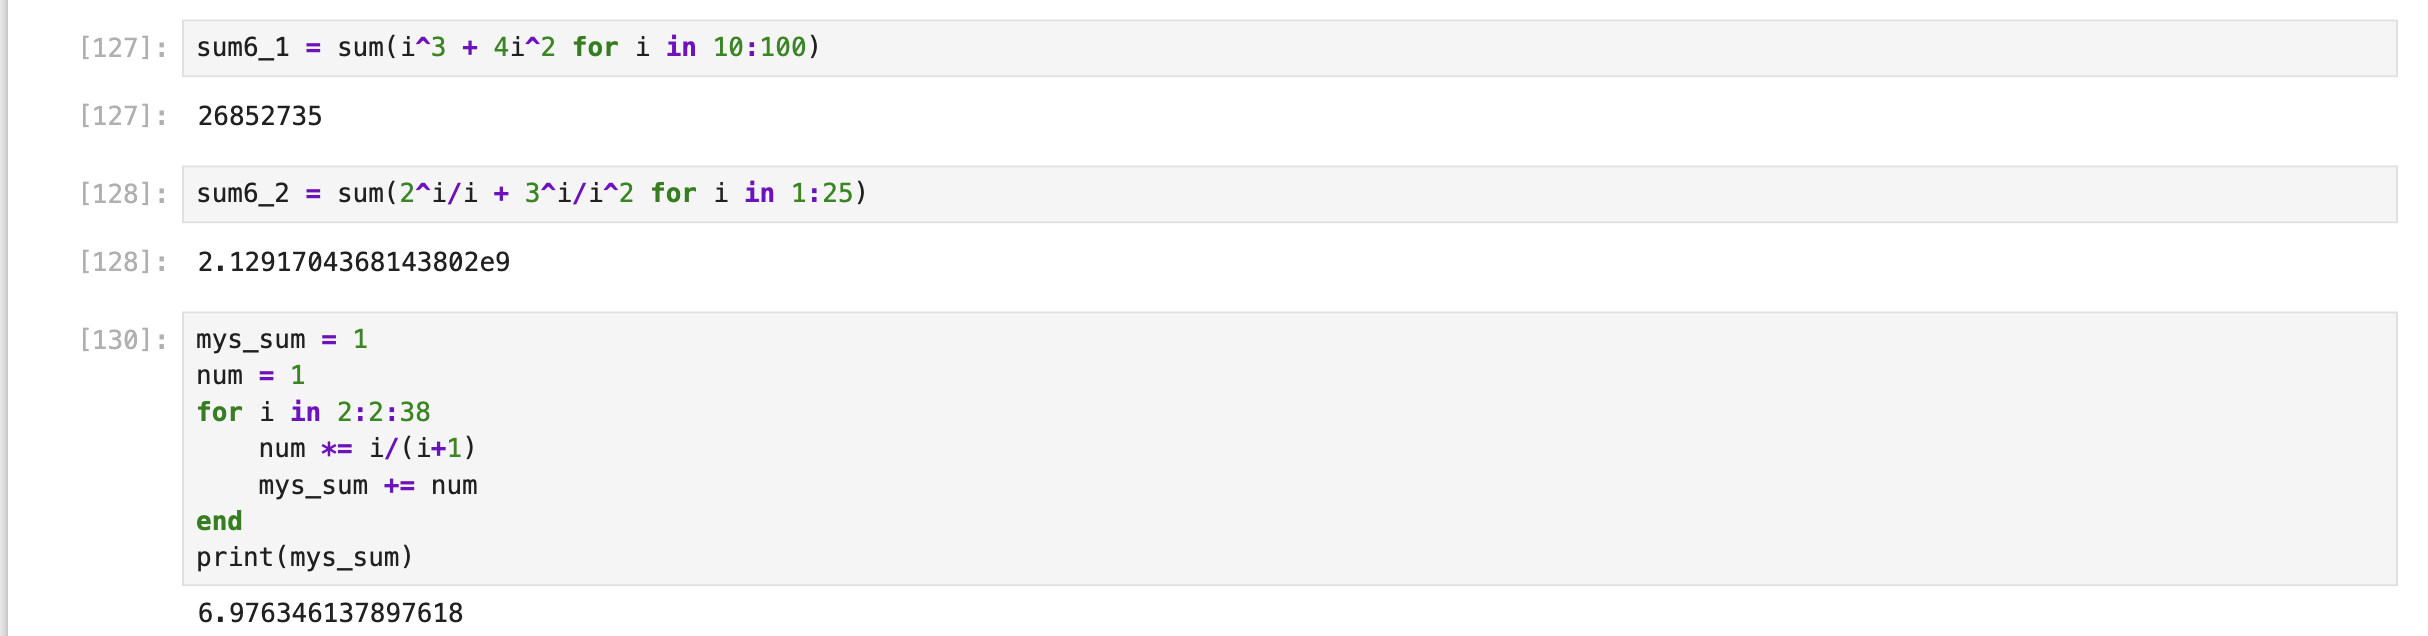 [127]: sum6_1 = sum(i^3 + 4i^2 for i in 10:100)
[127]: 26852735
[128]: sum6_2 = sum(2^i/i + 3^i/i^2 for i in 1:25)
[128]: 2.1291704368143802e9
[130]: mys_sum = 1
num = 1
for i in 2:2:38
    num *= i/(i+1)
    mys_sum += num
end
print(mys_sum)
6.976346137897618